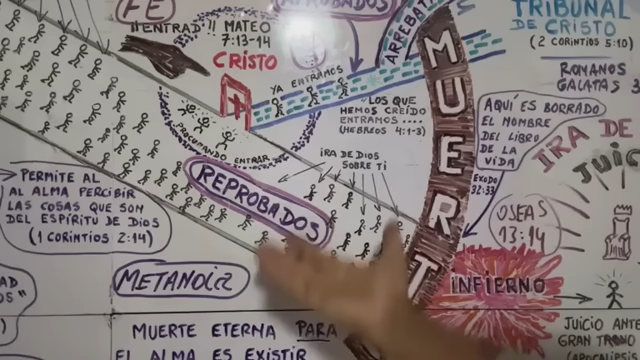 FE
APROBADOS
ARREBATA
TRIBUNAL
DE CRISTO
(2 CORINTIOS 5:10)
¡¡ENTRAD!! MATEO
7:13-14
CRISTO
YA ENTRAMOS
LOS QUE
HEMOS CREÍDO
ENTRAMOS....
(HEBREOS 4:1-3)
PROCURANDO ENTRAR
IRA DE DIOS
SOBRE TI
REPROBADOS
MUERT
ROMANOS
GALATAS 3
AQUÍ ES BORRADO
EL NOMBRE
DEL LIBRO
DE LA
VIDA
EXODO
32:33
IRA DE
JUIC
OSEAS
13:14
INFIERNO
PERMITE AL
AL ALMA PERCIBIR
LAS COSAS QUE SON
DEL ESPÍRITU DE DIOS
(1 CORINTIOS 2:14)
METANOIA
MUERTE ETERNA PARA
EL ALMA ES EXISTIR
JUICIO ANTE
GRAN TRONO
(APOCALIPSIS